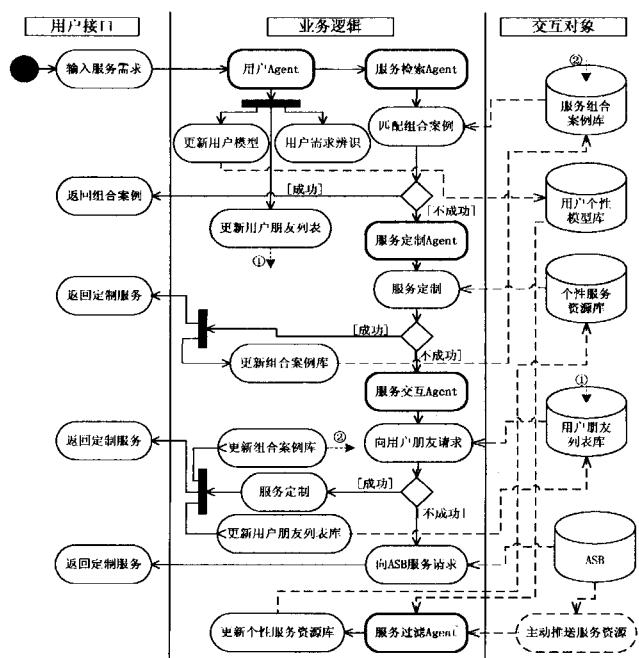 用户接口 业务逻辑 交互对象
输入服务需求 用户Agent 服务检索Agent ②
服务组合
案例库
匹配组合案例
更新用户模型 用户需求辨识
返回组合案例 [成功] [不成功] 用户个性
模型库
更新用户朋友列表
服务定制Agent
①
返回定制服务 服务定制 个性服务
资源库
[成功]
更新组合案例库 不成功]
服务交互Agent ①
返回定制服务 更新组合案例库 ② 向用户朋友请求 用户朋友
列表库
服务定制 [成功]
不成功]
更新用户朋友列表库
返回定制服务 向ASB服务请求 ASB
更新个性服务资源库 服务过滤Agent 主动推送服务资源